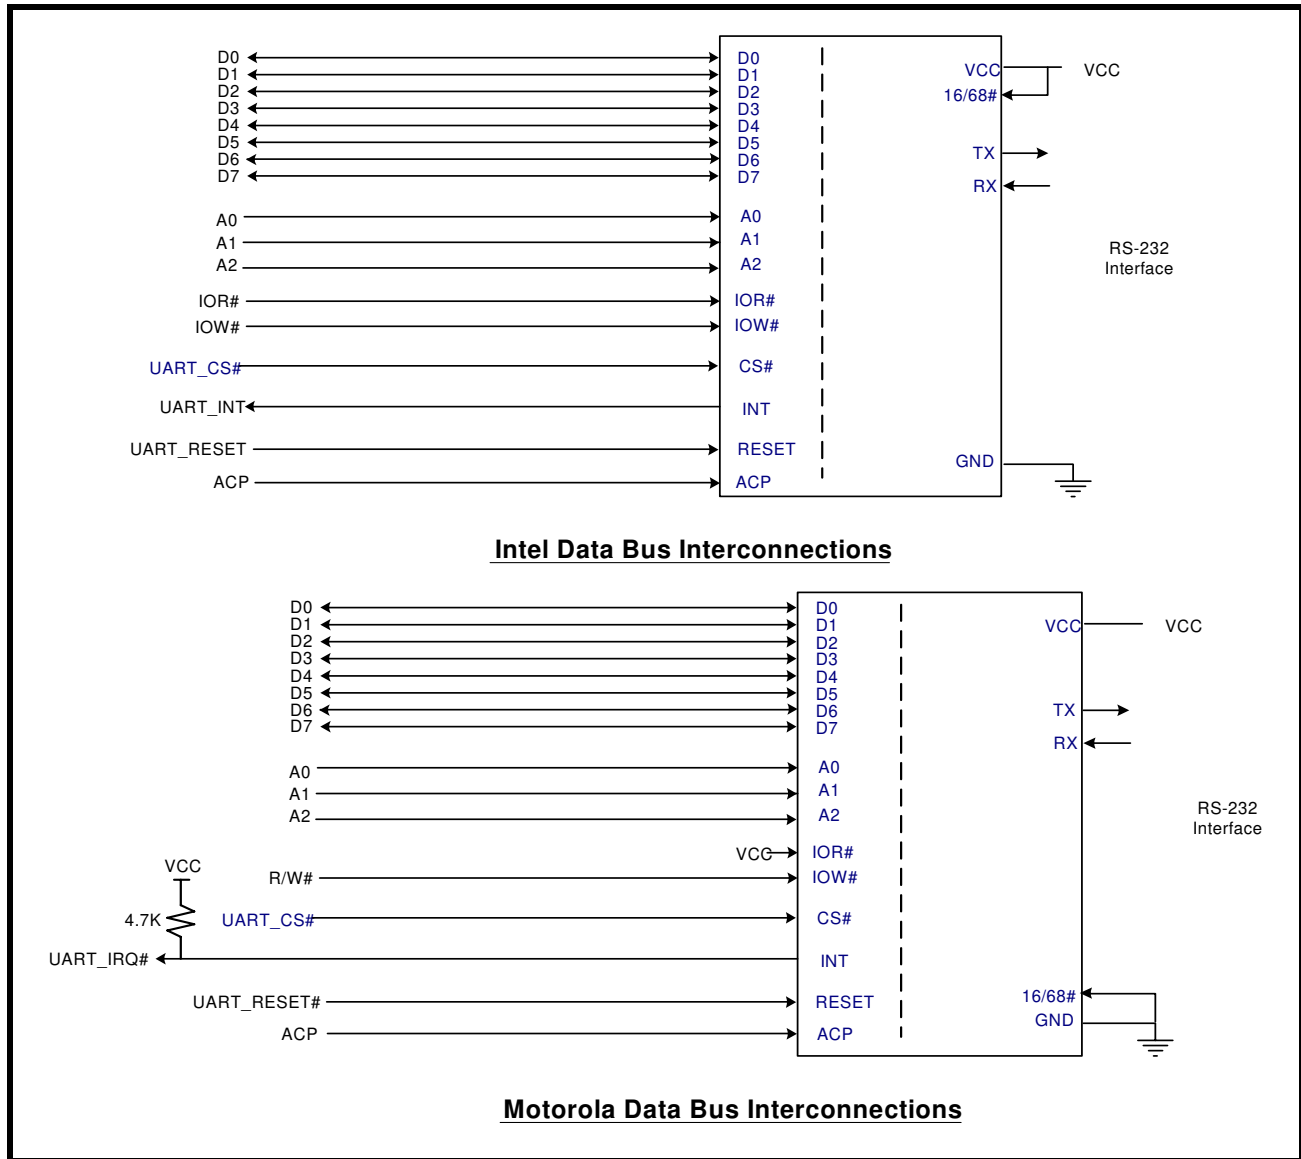 D0 D0
D1 D1
D2 D2
D3 D3
D4 D4
D5 D5
D6 D6
D7 D7
VCC VCC
16/68#
TX
RX
A0 A0
A1 A1
A2 A2
RS-232
Interface
IOR# IOR#
IOW# IOW#
UART_CS# CS#
UART_INT INT
UART_RESET RESET
GND
ACP ACP
Intel Data Bus Interconnections
D0 D0
D1 D1
D2 D2
D3 D3
D4 D4
D5 D5
D6 D6
D7 D7
VCC VCC
TX
RX
A0 A0
A1 A1
A2 A2
RS-232
Interface
VCC IOR#
VCC
R/W# IOW#
4.7K
UART_CS# CS#
UART_IRQ# INT
UART_RESET# RESET
16/68#
GND
ACP ACP
Motorola Data Bus Interconnections